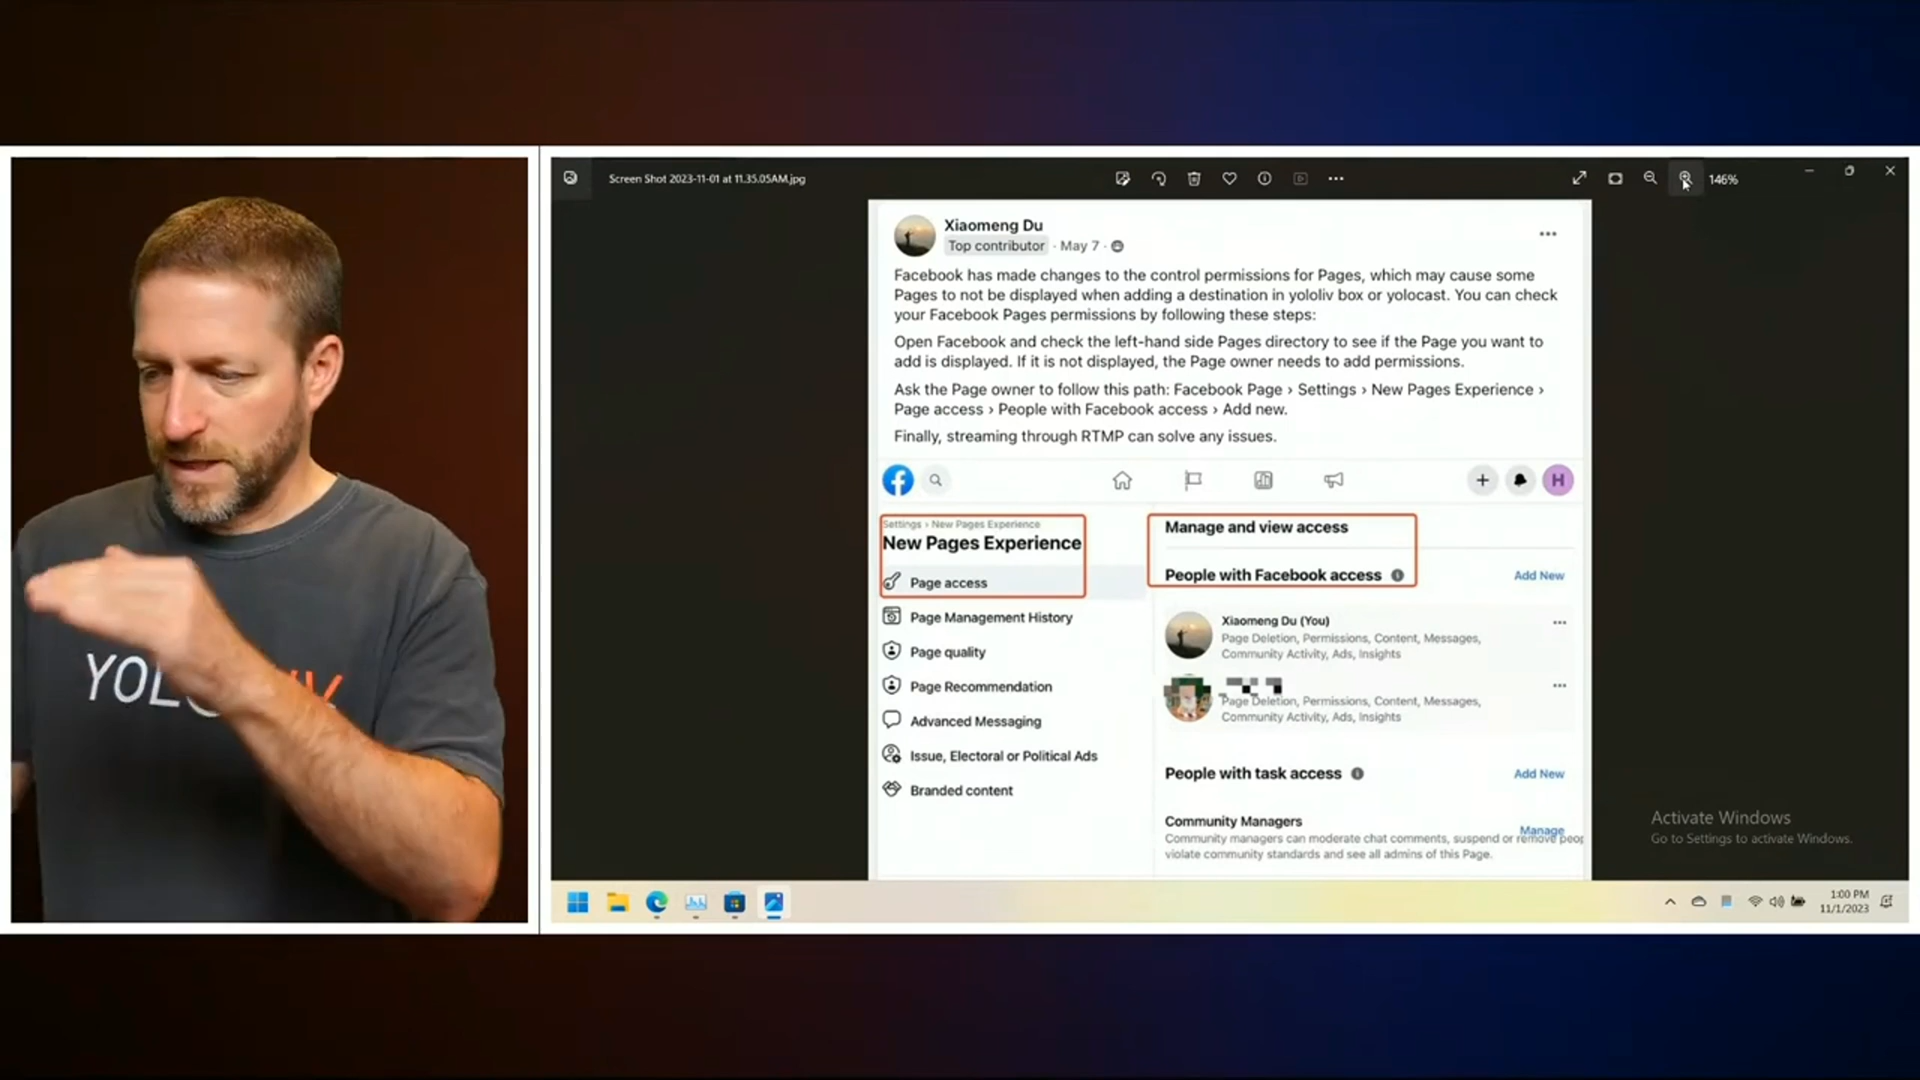 YOL
Screen Shot 2023-11-01 at 11.35.05AM.jpg
146%
Xiaomeng Du
Top contributor · May 7 ·
Facebook has made changes to the control permissions for Pages, which may cause some
Pages to not be displayed when adding a destination in yololiv box or yolocast. You can check
your Facebook Pages permissions by following these steps:
Open Facebook and check the left-hand side Pages directory to see if the Page you want to
add is displayed. If it is not displayed, the Page owner needs to add permissions.
Ask the Page owner to follow this path: Facebook Page › Settings › New Pages Experience ›
Page access › People with Facebook access › Add new.
Finally, streaming through RTMP can solve any issues.
H
Settings › New Pages Experience
New Pages Experience
Page access
Page Management History
Page quality
Page Recommendation
Advanced Messaging
Issue, Electoral or Political Ads
Branded content
Manage and view access
People with Facebook access
Add New
Xiaomeng Du (You)
Page Deletion, Permissions, Content, Messages,
Community Activity, Ads, Insights
Page Deletion, Permissions, Content, Messages,
Community Activity, Ads, Insights
People with task access
Add New
Community Managers
Manage
Community managers can moderate chat comments, suspend or remove peop
violate community standards and see all admins of this Page.
Activate Windows
Go to Settings to activate Windows.
1:00 PM
11/1/2023